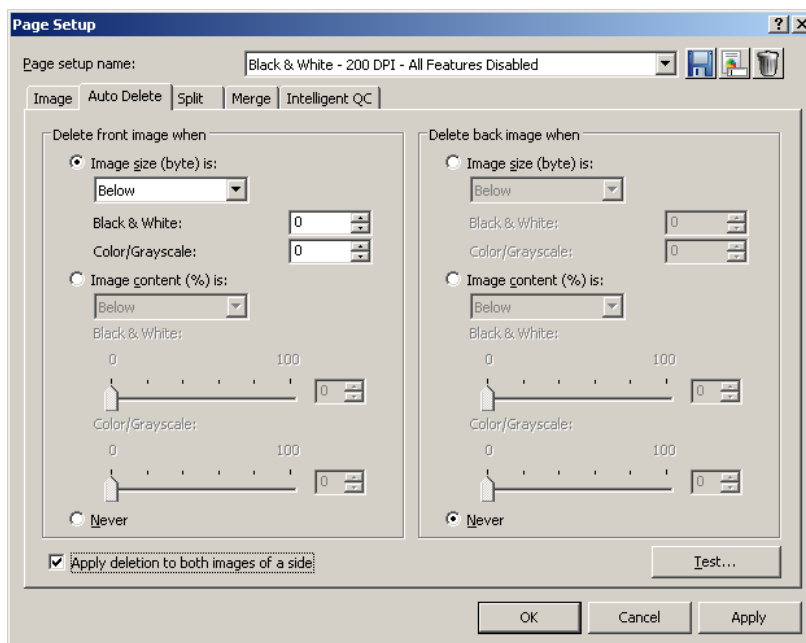 Page Setup
Page setup name: Black & White - 200 DPI - All Features Disabled
Image Auto Delete Split Merge Intelligent QC
Delete front image when
Image size (byte) is:
Below
Black & White: 0
Color/Grayscale: 0
Image content (%) is:
Below
Black & White:
0 100
0
Color/Grayscale:
0 100
0
Never
Delete back image when
Image size (byte) is:
Below
Black & White: 0
Color/Grayscale: 0
Image content (%) is:
Below
Black & White:
0 100
0
Color/Grayscale:
0 100
0
Never
Apply deletion to both images of a side
Test...
OK Cancel Apply